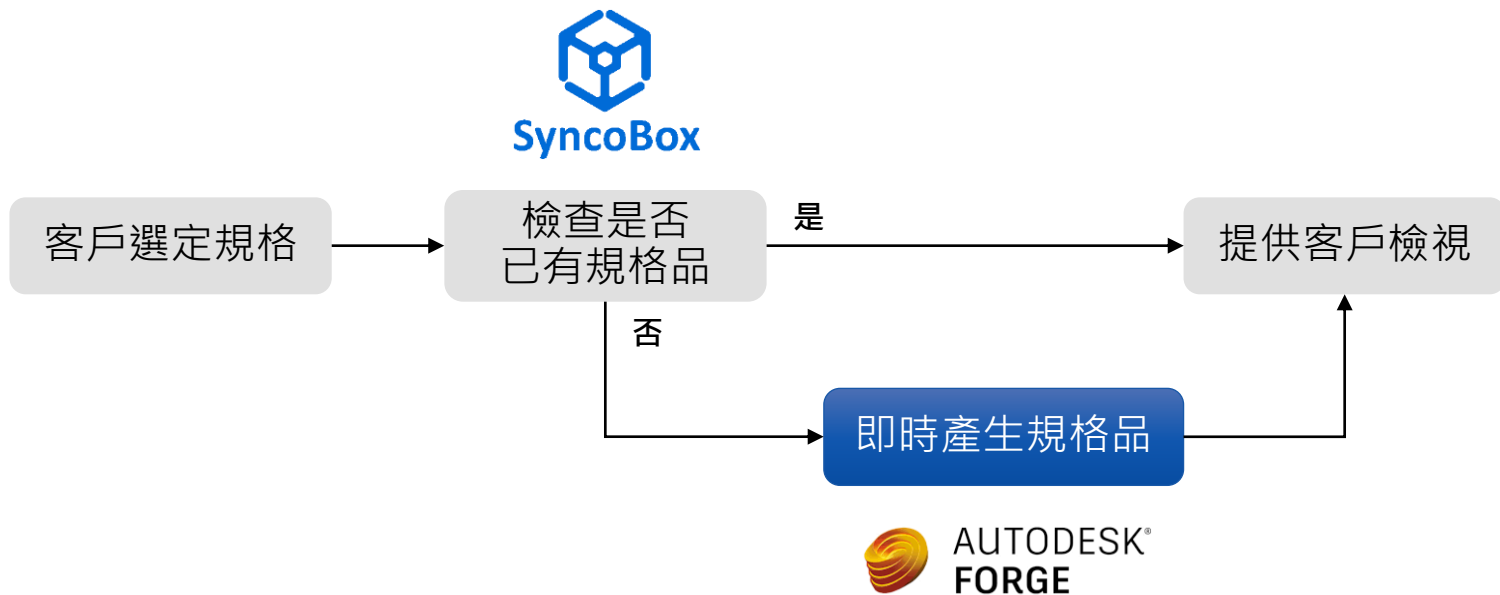 SyncoBox
客戶選定規格
檢查是否
已有規格品
是
提供客戶檢視
否
即時產生規格品
AUTODESK®
FORGE